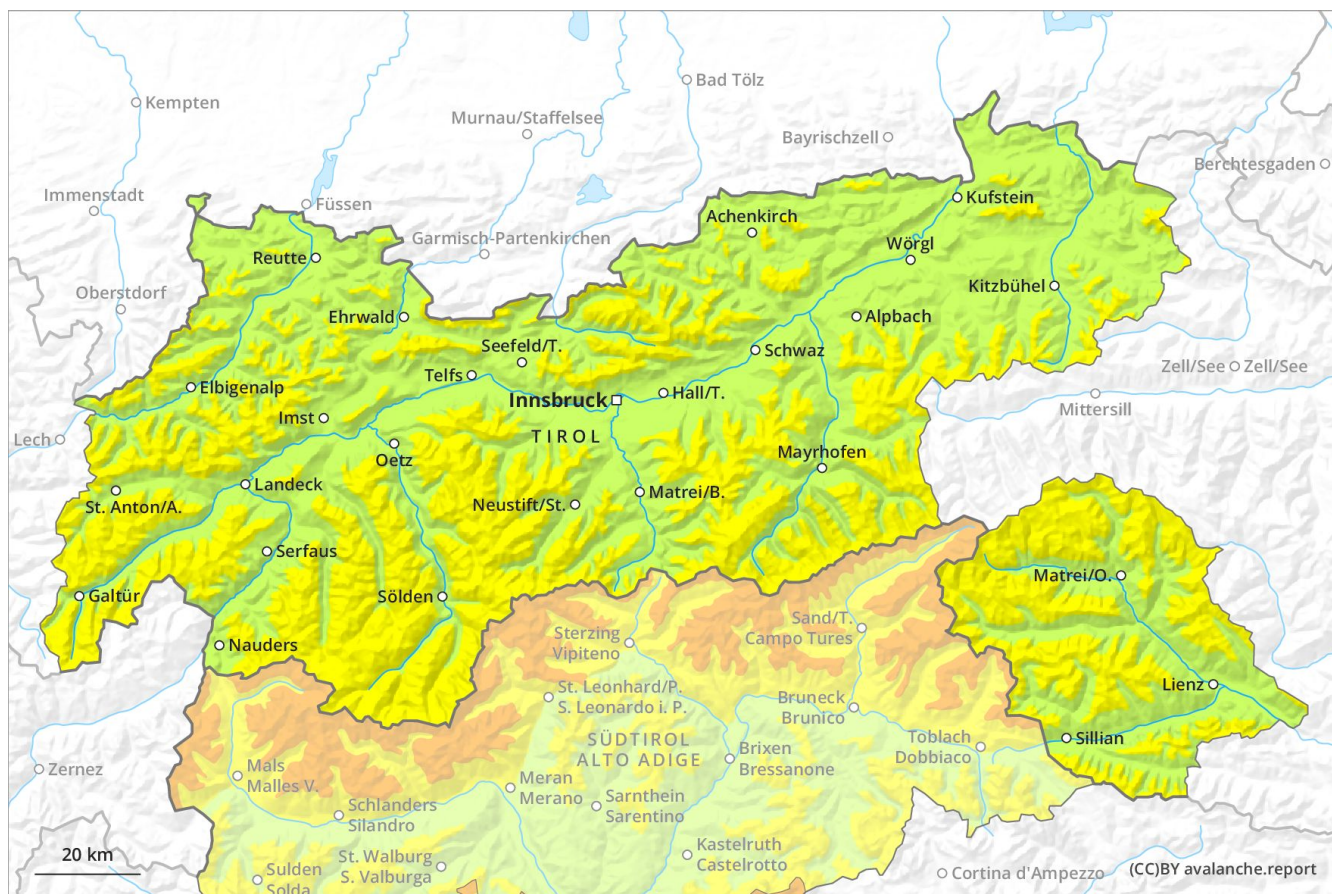 Kempten
Bad Tölz
Murnau/Staffelsee
Bayrischzell
Berchtesgaden
Immenstadt
Füssen
Kufstein
Achenkirch
Garmisch-Partenkirchen
Wörgl
Reutte
Kitzbühel
Oberstdorf
Ehrwald
Alpbach
Seefeld/T.
Schwaz
Telfs
Zell/See
Zell/See
Elbigenalp
Hall/T.
Innsbruck
Mittersill
Imst
TIROL
Lech
Oetz
Mayrhofen
Landeck
St. Anton/A.
Neustift/St.
Matrei/B.
Serfaus
Matrei/O.
Galtür
Sölden
Sand/T.
Campo Tures
Sterzing
Vipiteno
Nauders
Lienz
St. Leonhard/P.
S. Leonardo i. P.
Bruneck
Brunico
SÜDTIROL
ALTO ADIGE
Sillian
Toblach
Dobbiaco
Brixen
Bressanone
Zernez
Mals
Malles V.
Meran
Merano
Sarnthein
Sarentino
Schlanders
Silandro
Kastelruth
Castelrotto
20 km
St. Walburg
S. Valburga
Sulden
Solda
Cortina d'Ampezzo
(CC)BY avalanche.report